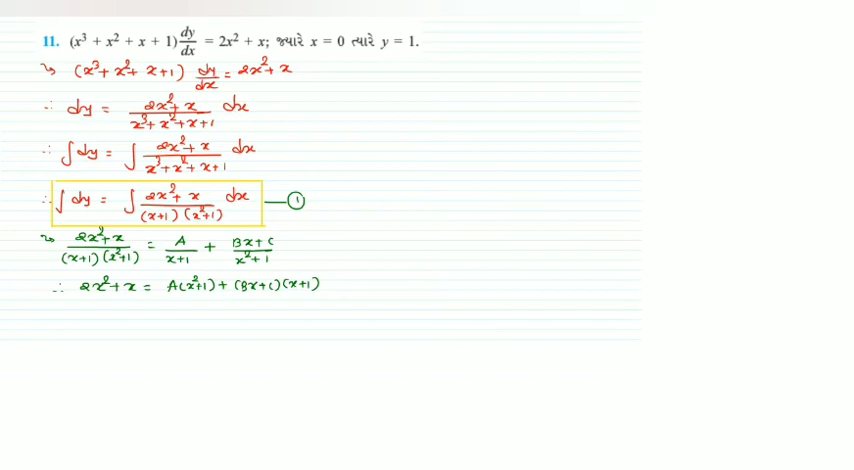 11. (x³ + x² + x + 1) dy/dx = 2x² + x; જ્યારે x = 0 ત્યારે y = 1.
↳ (x³ + x² + x + 1) dy/dx = 2x² + x
∴ dy = (2x² + x)/(x³ + x² + x + 1) dx
∴ ∫ dy = ∫ (2x² + x)/(x³ + x² + x + 1) dx
∴ ∫ dy = ∫ (2x² + x)/((x+1)(x²+1)) dx —①
↳ (2x² + x)/((x+1)(x²+1)) = A/(x+1) + (Bx + C)/(x² + 1)
∴ 2x² + x = A(x²+1) + (Bx+C)(x+1)